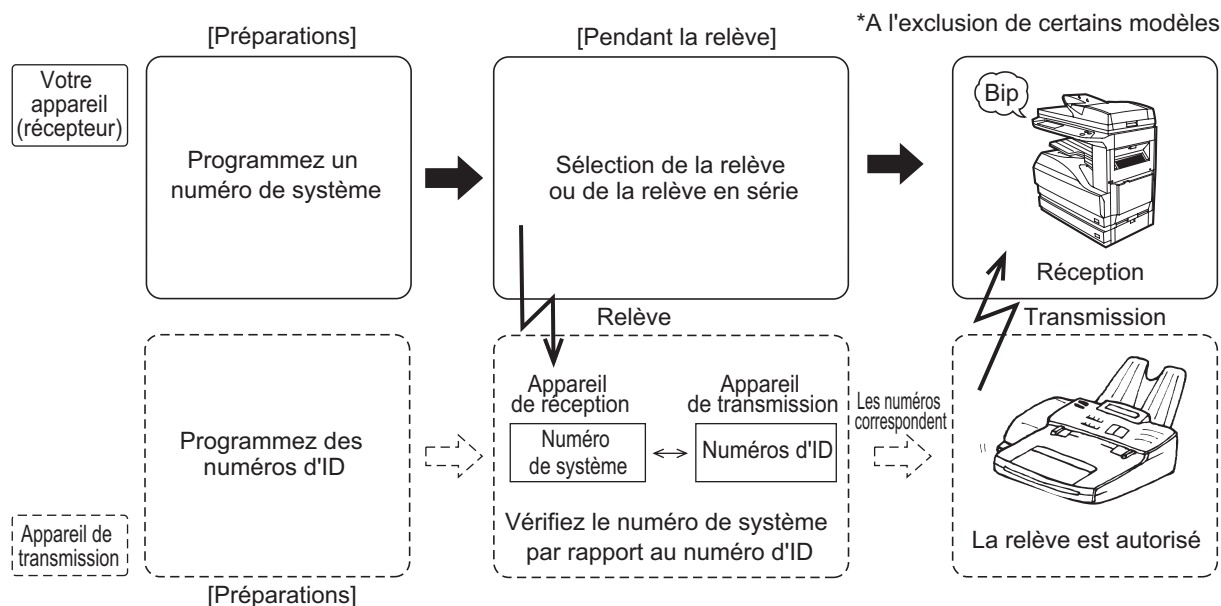 *A l'exclusion de certains modèles
[Préparations]
[Pendant la relève]
Votre
appareil
(récepteur)
Programmez un
numéro de système
Sélection de la relève
ou de la relève en série
Bip
Réception
Relève
Transmission
Appareil de
transmission
Programmez des
numéros d'ID
Appareil
de réception
Numéro
de système
Appareil
de transmission
Numéros d'ID
Vérifiez le numéro de système
par rapport au numéro d'ID
Les numéros
correspondent
La relève est autorisé
[Préparations]